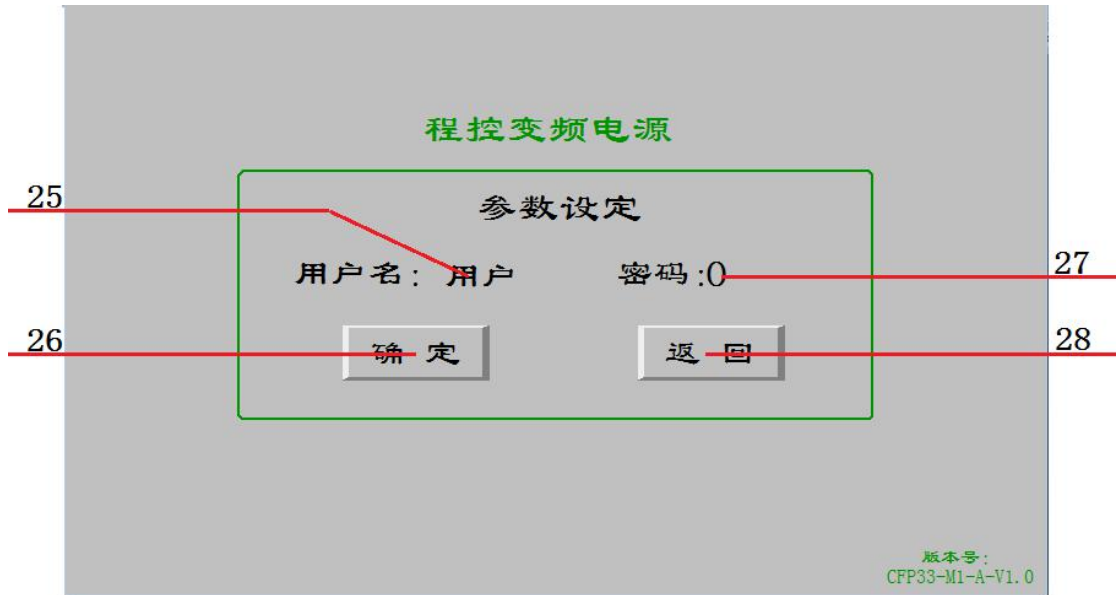 程控变频电源
25
参数设定
用户名: 用户 密码:0
27
26
确 定 返 回
28
版本号:
CFP33-M1-A-V1.0